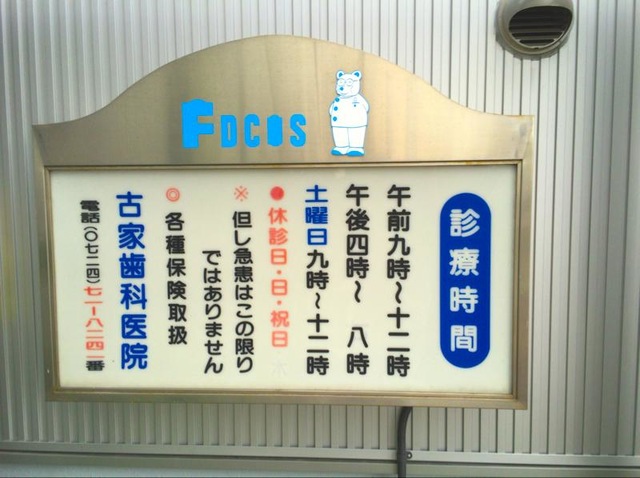 FDCOS
診療時間
午前九時～十二時
午後四時～八時
土曜日九時～十二時
●休診日・日・祝日 木
※但し急患はこの限り
ではありません
◎各種保険取扱
古家歯科医院
電話(〇七二四)七一-八二四二番